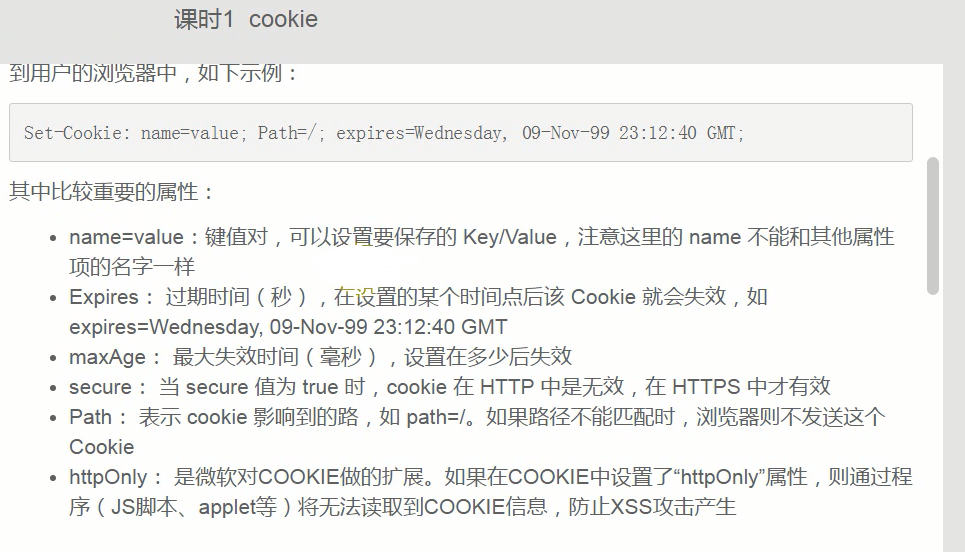 课时1 cookie
到用户的浏览器中，如下示例：
Set-Cookie: name=value; Path=/; expires=Wednesday, 09-Nov-99 23:12:40 GMT;
其中比较重要的属性：
• name=value：键值对，可以设置要保存的 Key/Value，注意这里的 name 不能和其他属性
项的名字一样
• Expires： 过期时间（秒），在设置的某个时间点后该 Cookie 就会失效，如
expires=Wednesday, 09-Nov-99 23:12:40 GMT
• maxAge： 最大失效时间（毫秒），设置在多少后失效
• secure： 当 secure 值为 true 时，cookie 在 HTTP 中是无效，在 HTTPS 中才有效
• Path： 表示 cookie 影响到的路，如 path=/。如果路径不能匹配时，浏览器则不发送这个
Cookie
• httpOnly： 是微软对COOKIE做的扩展。如果在COOKIE中设置了“httpOnly”属性，则通过程
序（JS脚本、applet等）将无法读取到COOKIE信息，防止XSS攻击产生